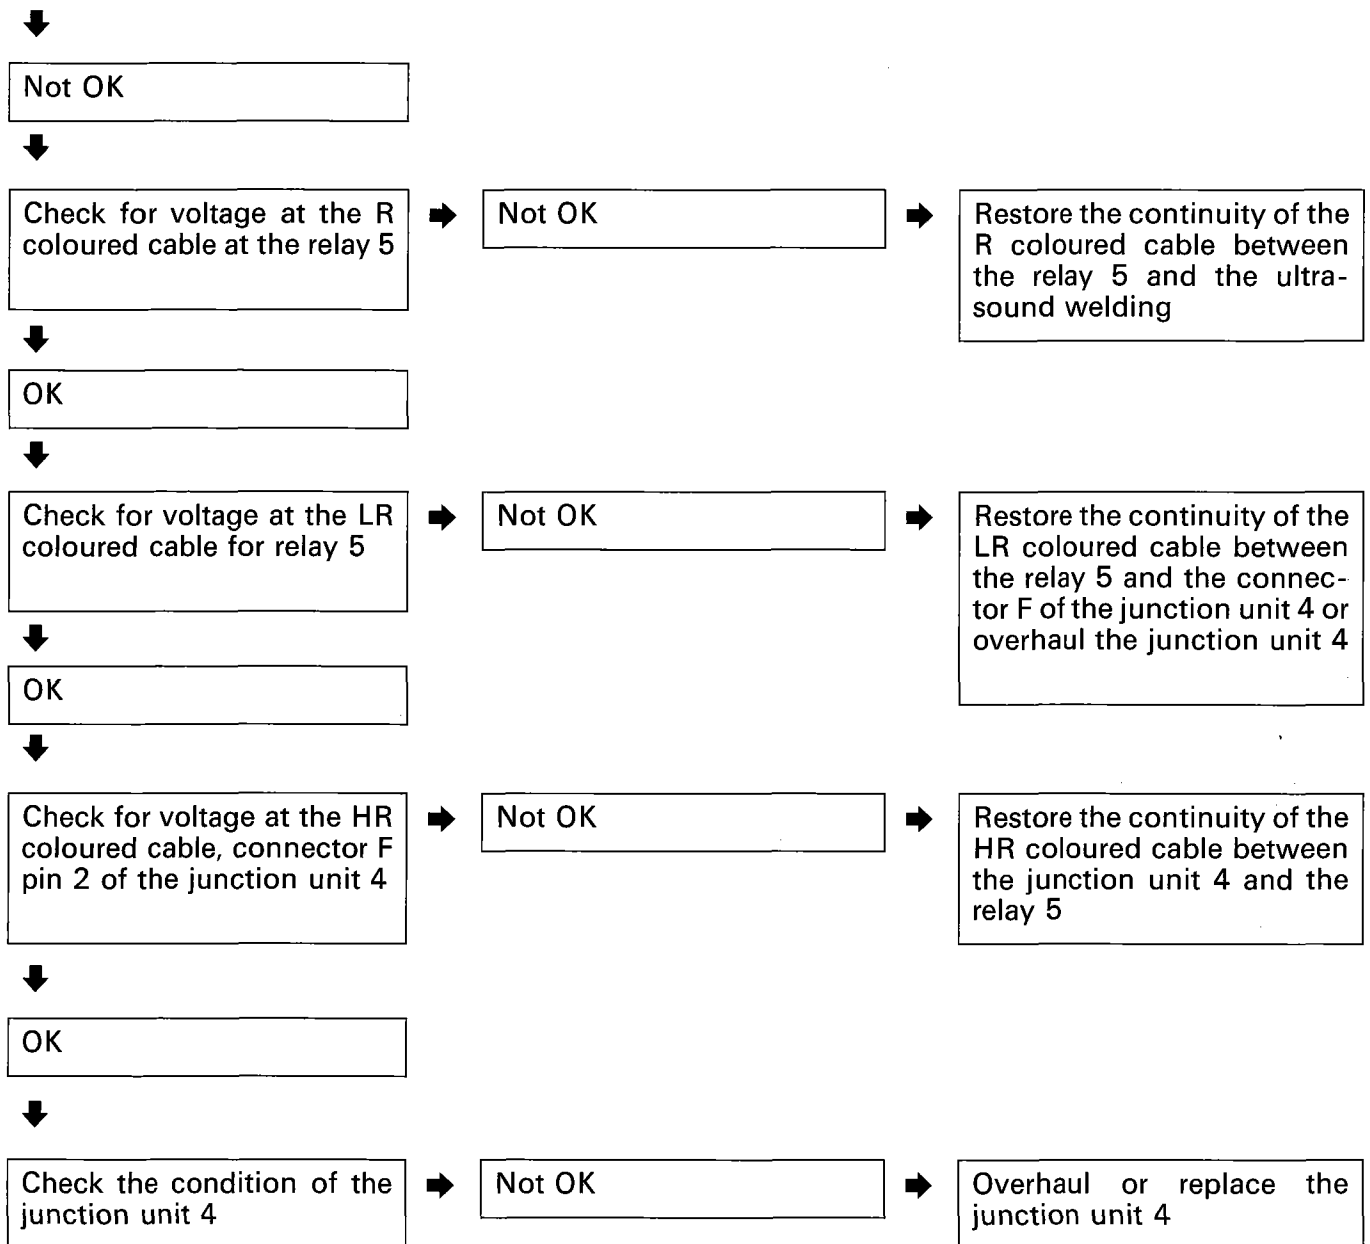 Not OK
Check for voltage at the R
coloured cable at the relay 5
Not OK
Restore the continuity of the
R coloured cable between
the relay 5 and the ultra-
sound welding
OK
Check for voltage at the LR
coloured cable for relay 5
Not OK
Restore the continuity of the
LR coloured cable between
the relay 5 and the connec-
tor F of the junction unit 4 or
overhaul the junction unit 4
OK
Check for voltage at the HR
coloured cable, connector F
pin 2 of the junction unit 4
Not OK
Restore the continuity of the
HR coloured cable between
the junction unit 4 and the
relay 5
OK
Check the condition of the
junction unit 4
Not OK
Overhaul or replace the
junction unit 4